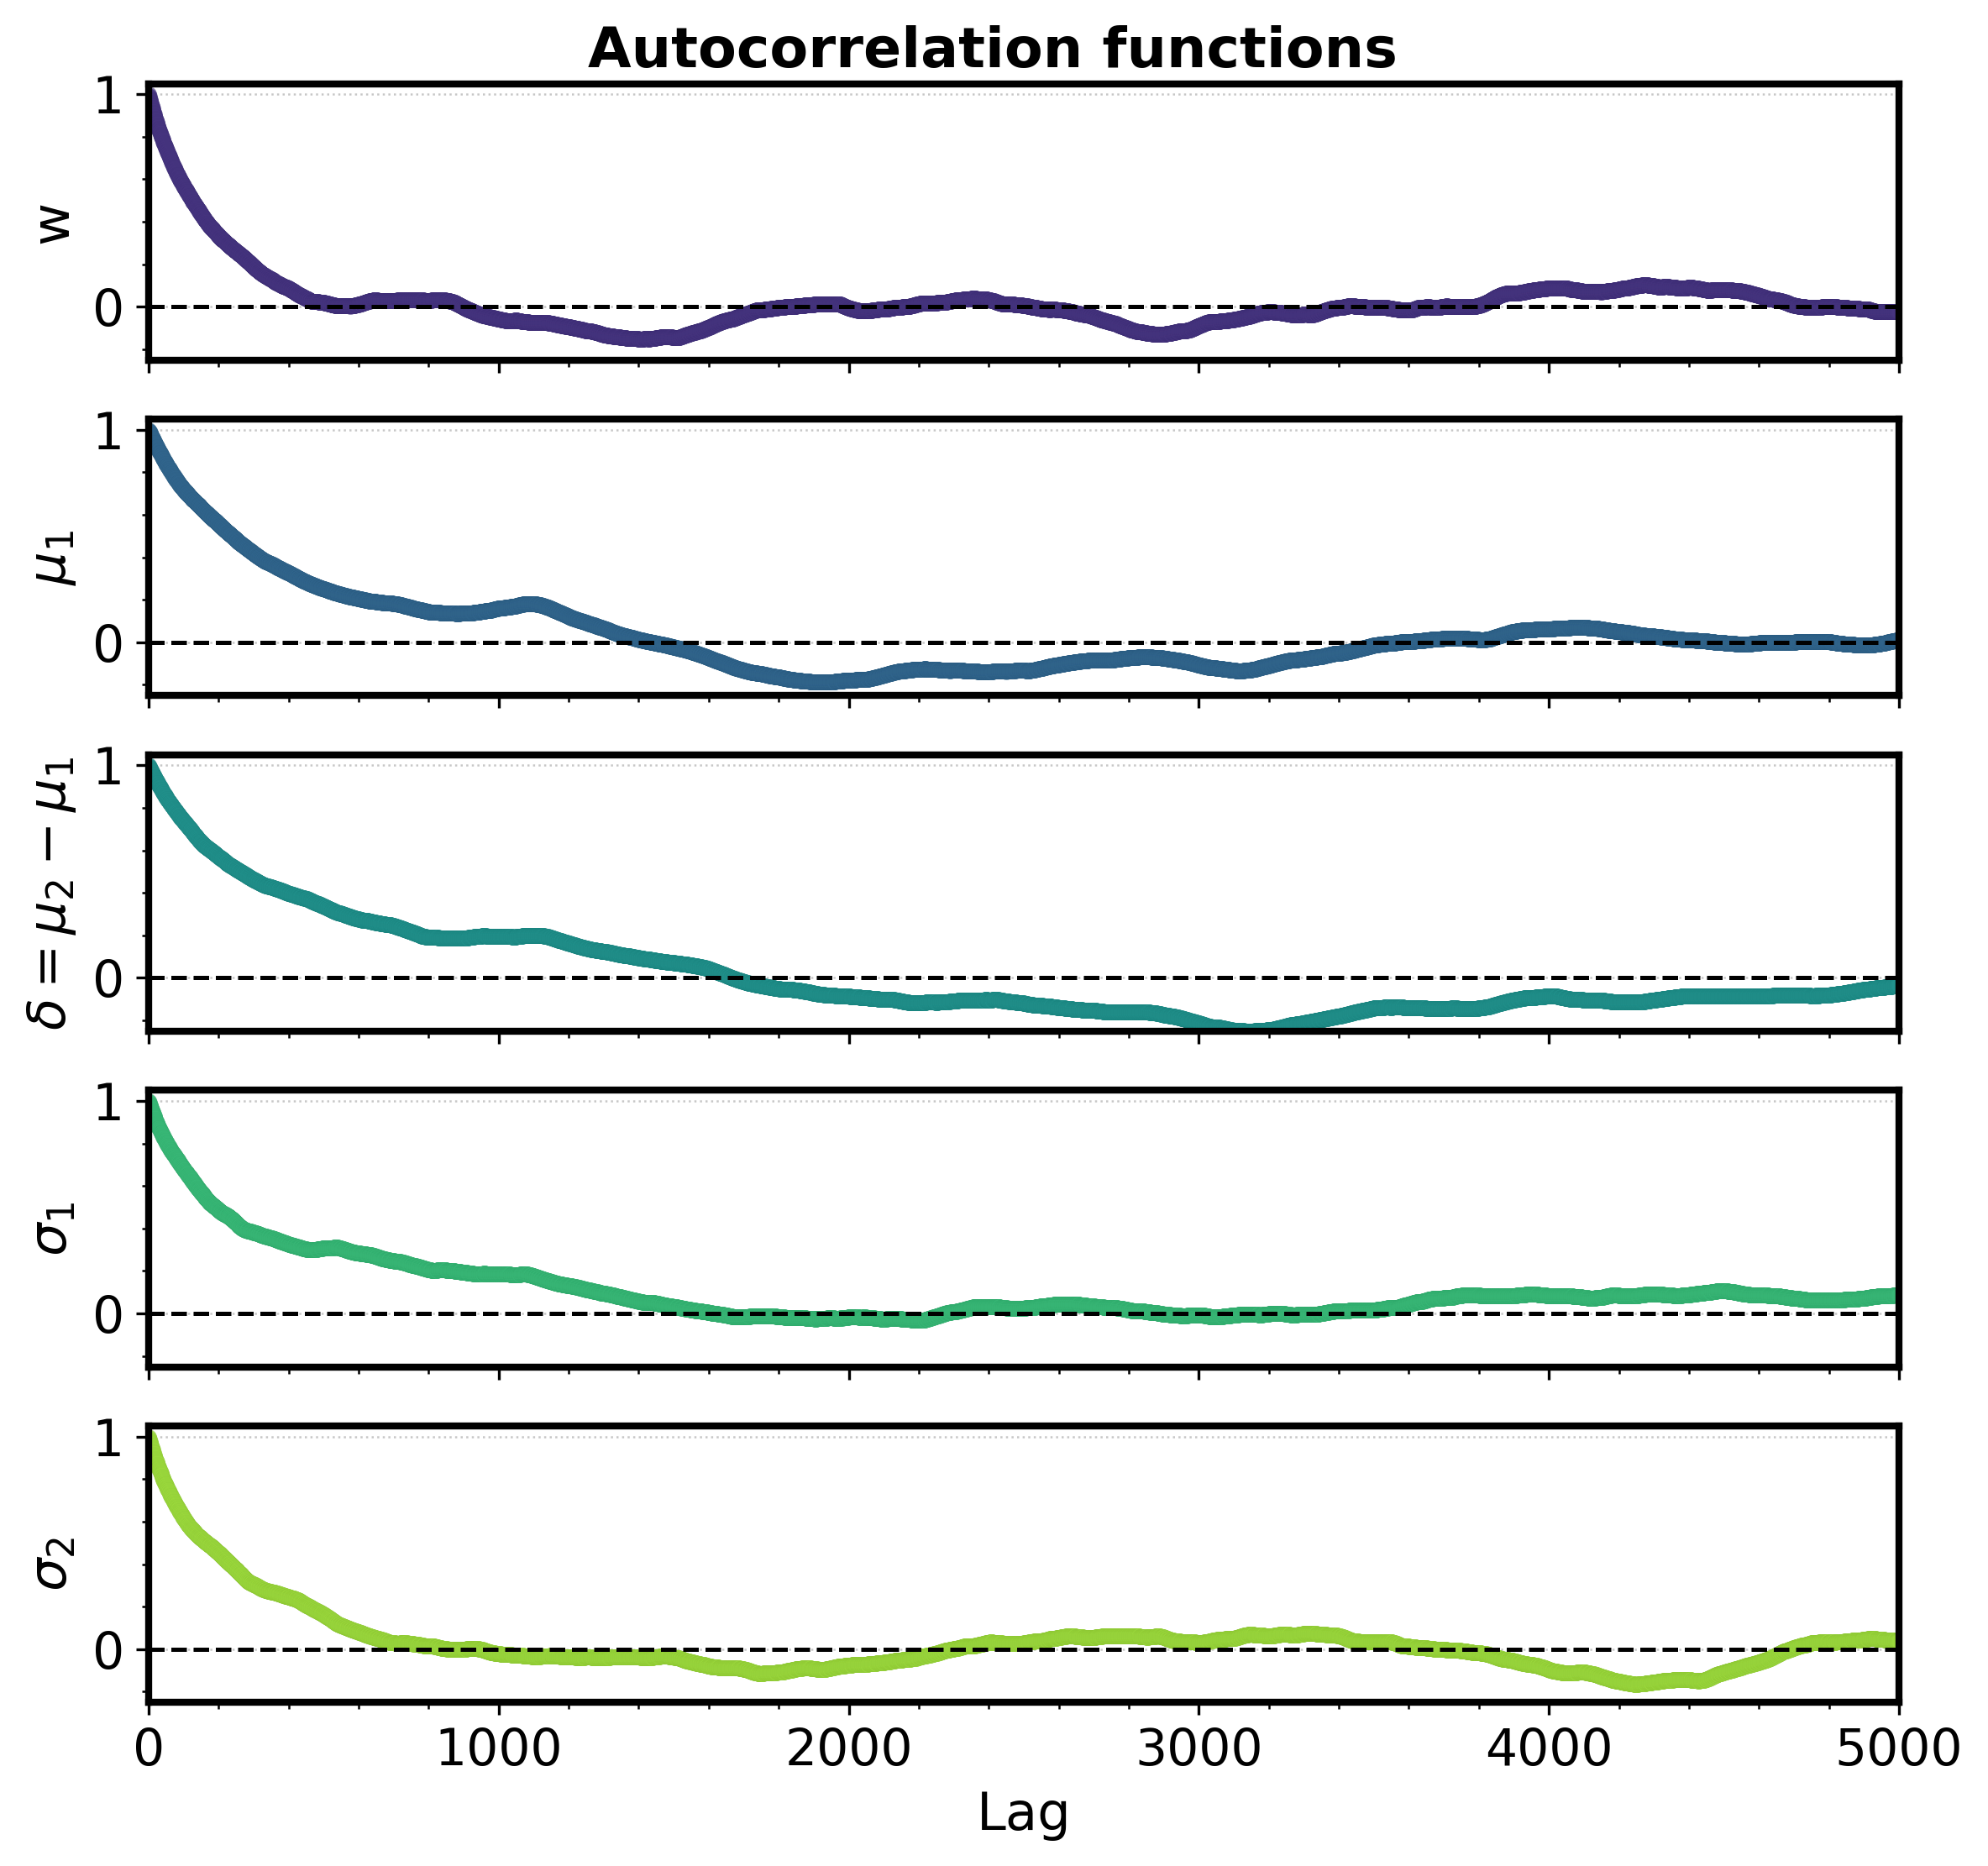 Autocorrelation functions
1
0
w
1
0
μ₁
1
0
δ = μ₂ − μ₁
1
0
σ₁
1
0
σ₂
0 1000 2000 3000 4000 5000
Lag